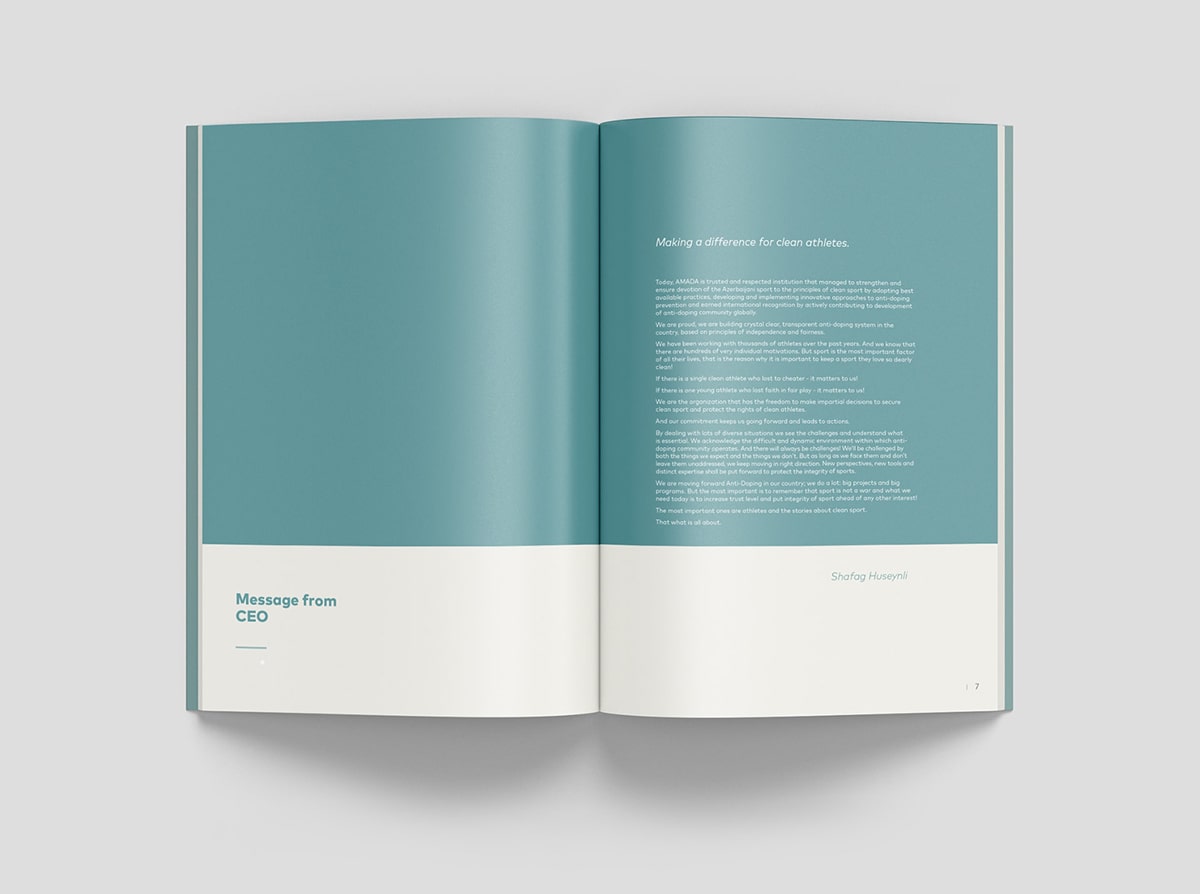 Message from
CEO
Making a difference for clean athletes.
Today, AMADA is trusted and respected institution that managed to strengthen and
ensure devotion of the Azerbaijani sport to the principles of clean sport by adopting best
available practices, developing and implementing innovative approaches to anti-doping
prevention and earned international recognition by actively contributing to development
of anti-doping community globally.
We are proud, we are building crystal clear, transparent anti-doping system in the
country, based on principles of independence and fairness.
We have been working with thousands of athletes over the past years. And we know that
there are hundreds of very individual motivations. But sport is the most important factor
of all their lives, that is the reason why it is important to keep a sport they love so dearly
clean!
If there is a single clean athlete who lost to cheater - it matters to us!
If there is one young athlete who lost faith in fair play - it matters to us!
We are the organization that has the freedom to make impartial decisions to secure
clean sport and protect the rights of clean athletes.
And our commitment keeps us going forward and leads to actions.
By dealing with lots of diverse situations we see the challenges and understand what
is essential. We acknowledge the difficult and dynamic environment within which anti-
doping community operates. And there will always be challenges! We'll be challenged by
both the things we expect and the things we don't. But as long as we face them and don't
leave them unaddressed, we keep moving in right direction. New perspectives, new tools and
distinct expertise shall be put forward to protect the integrity of sports.
We are moving forward Anti-Doping in our country; we do a lot: big projects and big
programs. But the most important is to remember that sport is not a war and what we
need today is to increase trust level and put integrity of sport ahead of any other interest!
The most important ones are athletes and the stories about clean sport.
That what is all about.
Shafag Huseynli
| 7